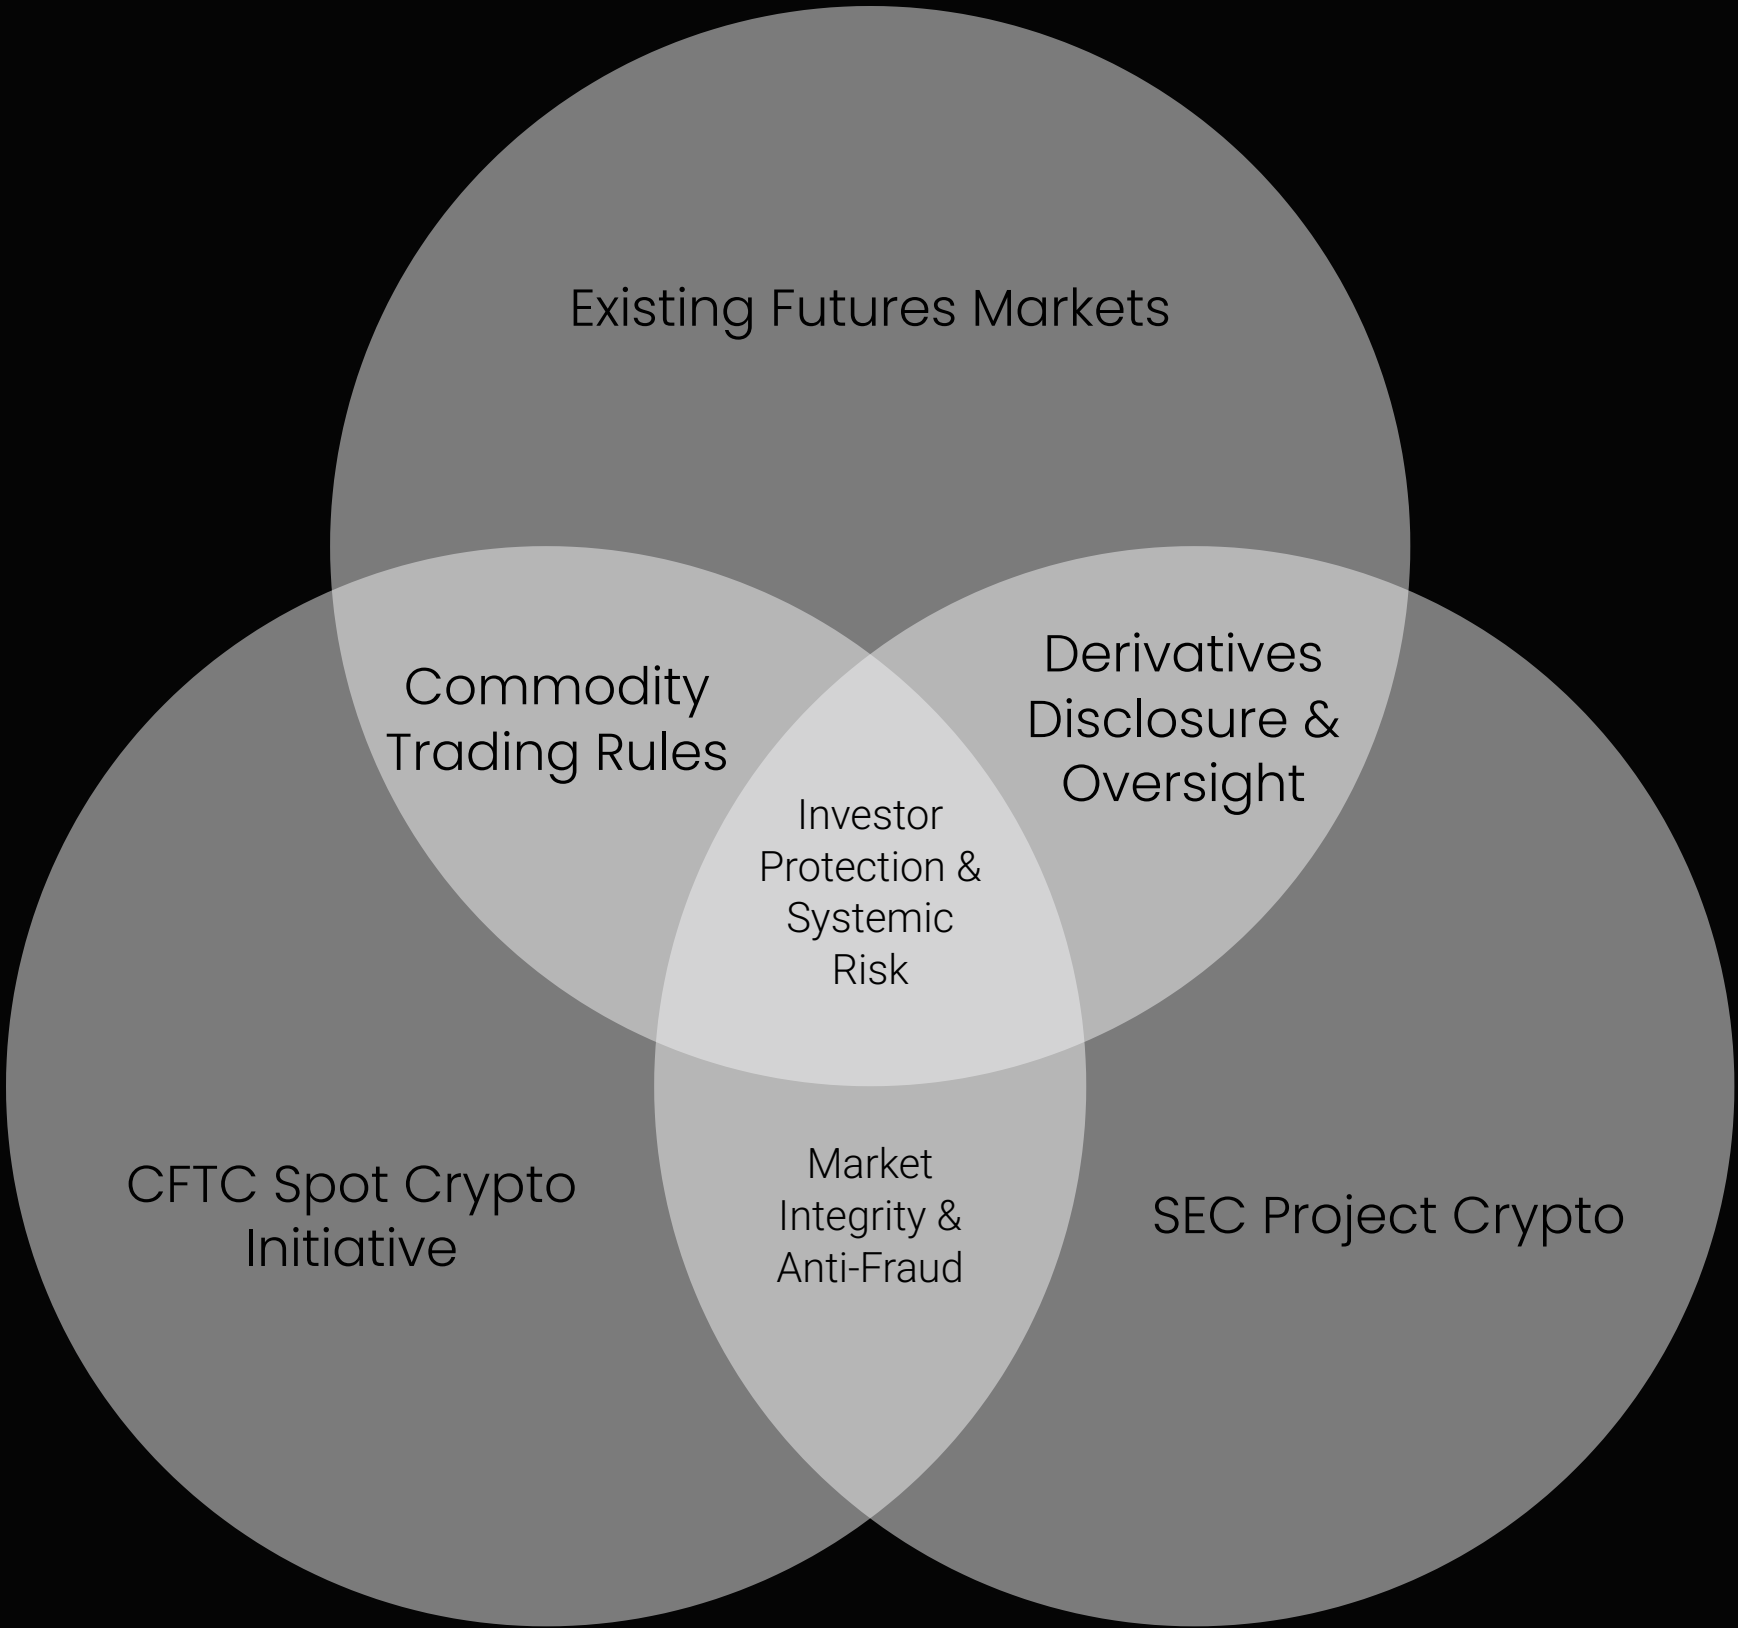 Existing Futures Markets
Commodity
Trading Rules
Derivatives
Disclosure &
Oversight
Investor
Protection &
Systemic
Risk
Market
Integrity &
Anti-Fraud
CFTC Spot Crypto
Initiative
SEC Project Crypto